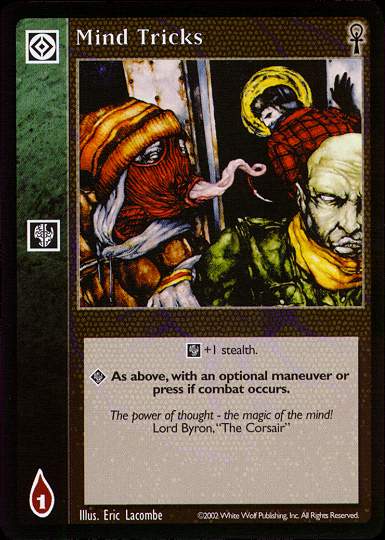 Mind Tricks
+1 stealth.
As above, with an optional maneuver or
press if combat occurs.
The power of thought - the magic of the mind!
Lord Byron, "The Corsair"
1
Illus. Eric Lacombe
©2002 White Wolf Publishing, Inc. All Rights Reserved.